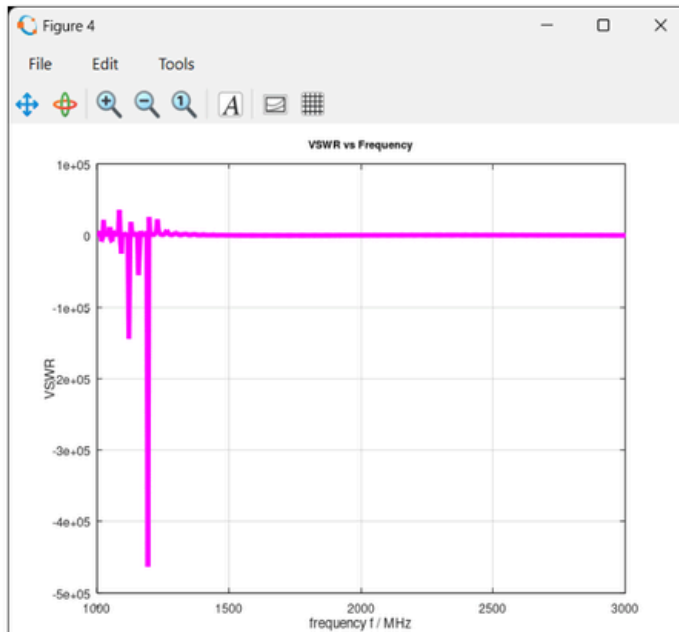 Figure 4
File Edit Tools
1 A
VSWR vs Frequency
1e+05
0
-1e+05
-2e+05
-3e+05
-4e+05
-5e+05
VSWR
1000 1500 2000 2500 3000
frequency f / MHz